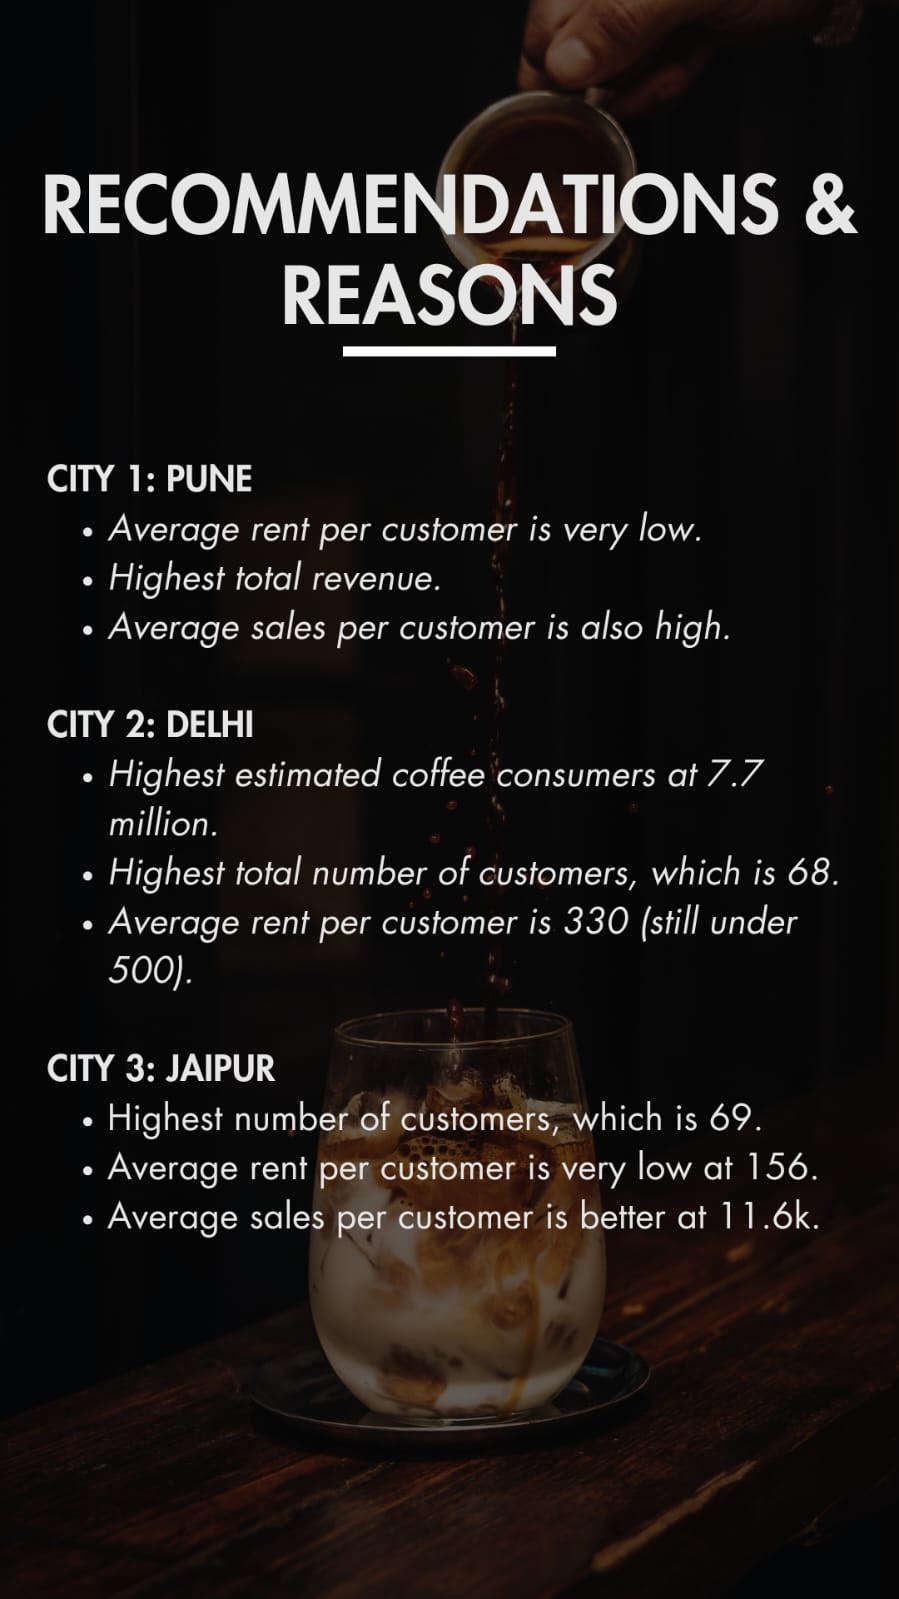 RECOMMENDATIONS &
REASONS
CITY 1: PUNE
• Average rent per customer is very low.
• Highest total revenue.
• Average sales per customer is also high.
CITY 2: DELHI
• Highest estimated coffee consumers at 7.7
million.
• Highest total number of customers, which is 68.
• Average rent per customer is 330 (still under
500).
CITY 3: JAIPUR
• Highest number of customers, which is 69.
• Average rent per customer is very low at 156.
• Average sales per customer is better at 11.6k.